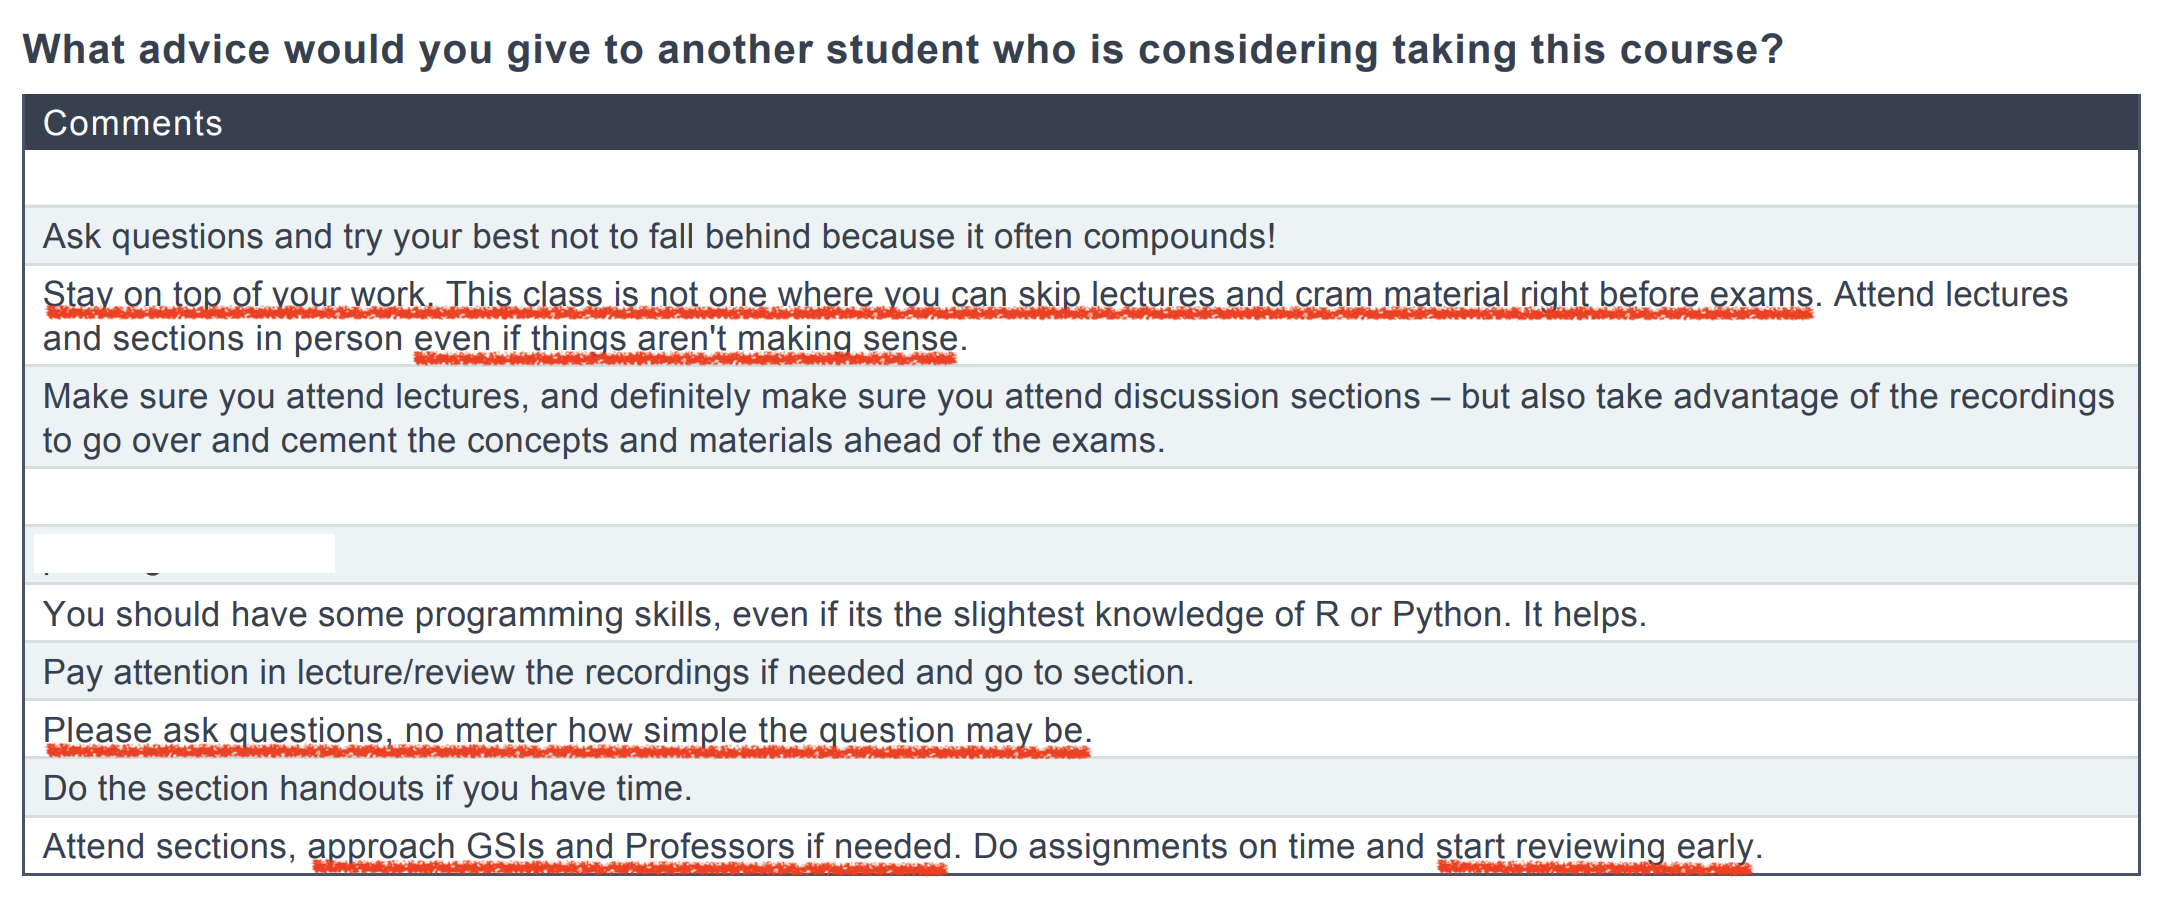 What advice would you give to another student who is considering taking this course?
Comments
Ask questions and try your best not to fall behind because it often compounds!
Stay on top of your work. This class is not one where you can skip lectures and cram material right before exams. Attend lectures
and sections in person even if things aren't making sense.
Make sure you attend lectures, and definitely make sure you attend discussion sections – but also take advantage of the recordings
to go over and cement the concepts and materials ahead of the exams.
You should have some programming skills, even if its the slightest knowledge of R or Python. It helps.
Pay attention in lecture/review the recordings if needed and go to section.
Please ask questions, no matter how simple the question may be.
Do the section handouts if you have time.
Attend sections, approach GSIs and Professors if needed. Do assignments on time and start reviewing early.